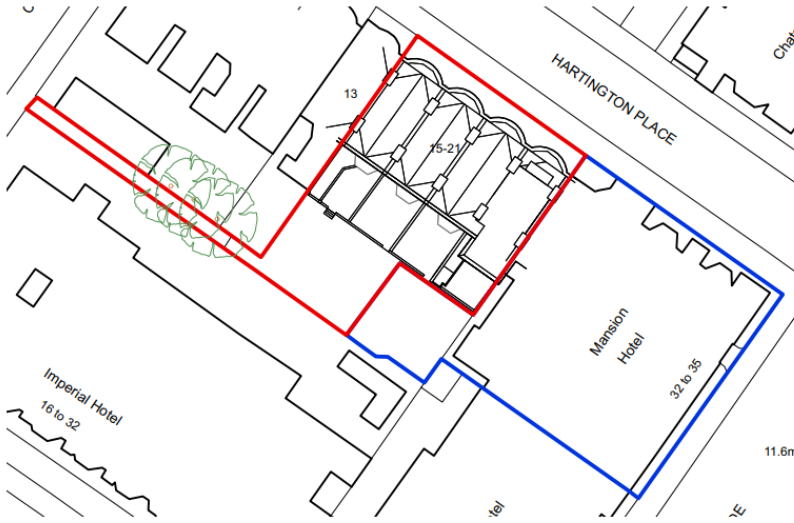 HARTINGTON PLACE
13
15-21
Mansion
Hotel
32 to 35
Imperial Hotel
16 to 32
11.6m